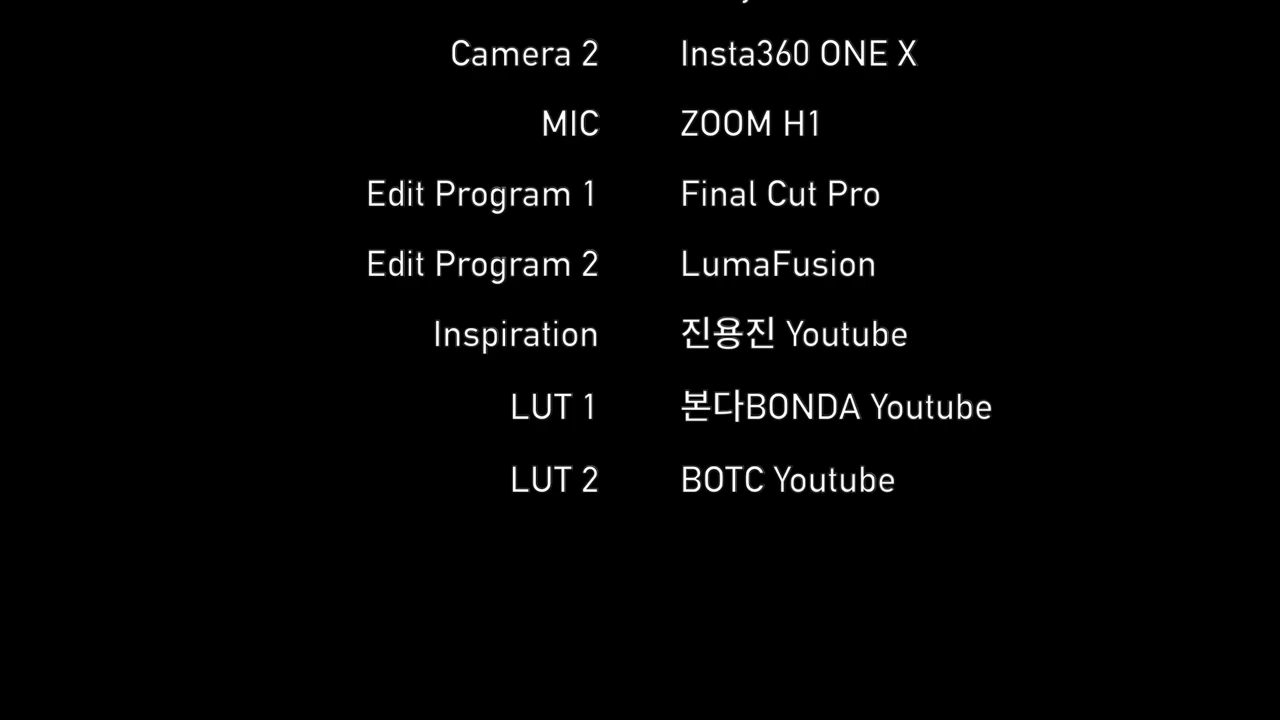 Camera 2 Insta360 ONE X
MIC ZOOM H1
Edit Program 1 Final Cut Pro
Edit Program 2 LumaFusion
Inspiration 진용진 Youtube
LUT 1 본다BONDA Youtube
LUT 2 BOTC Youtube